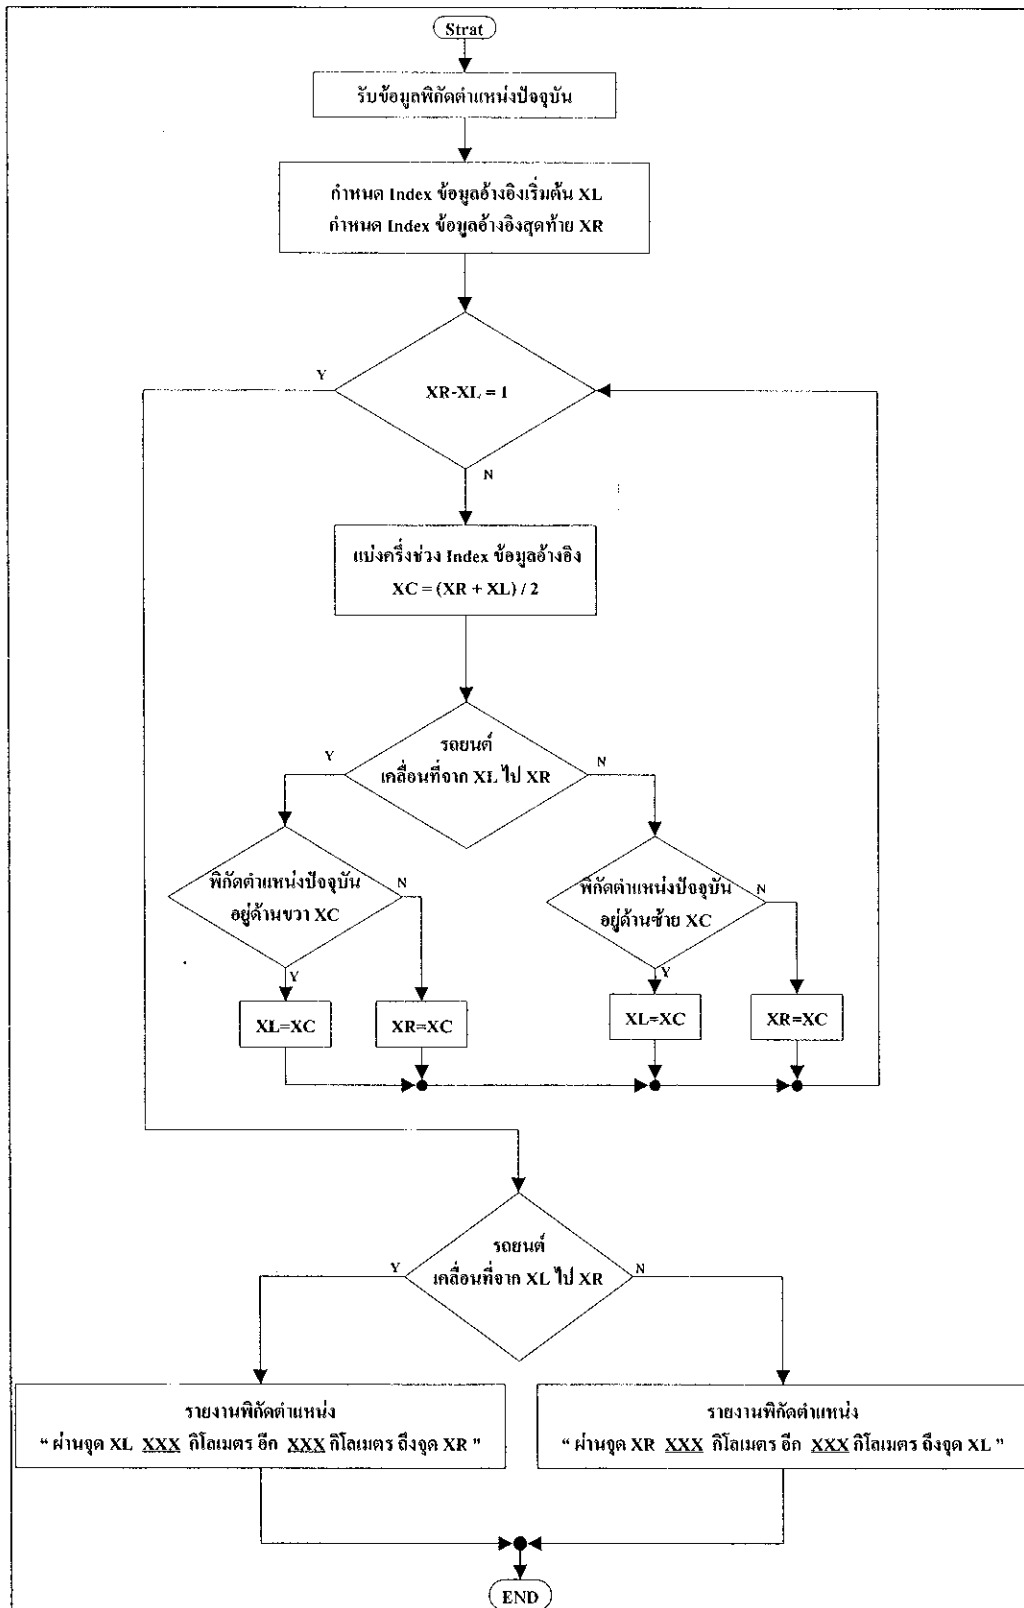 Strat
รับข้อมูลพิกัดตำแหน่งปัจจุบัน
กำหนด Index ข้อมูลอ้างอิงเริ่มต้น XL
กำหนด Index ข้อมูลอ้างอิงสุดท้าย XR
Y
XR-XL = 1
N
แบ่งครึ่งช่วง Index ข้อมูลอ้างอิง
XC = (XR + XL) / 2
Y
รถยนต์
เคลื่อนที่จาก XL ไป XR
N
พิกัดตำแหน่งปัจจุบัน
อยู่ด้านขวา XC
N
Y
พิกัดตำแหน่งปัจจุบัน
อยู่ด้านซ้าย XC
N
Y
XL=XC
XR=XC
XL=XC
XR=XC
Y
รถยนต์
เคลื่อนที่จาก XL ไป XR
N
รายงานพิกัดตำแหน่ง
“ ผ่านจุด XL XXX กิโลเมตร อีก XXX กิโลเมตร ถึงจุด XR ”
รายงานพิกัดตำแหน่ง
“ ผ่านจุด XR XXX กิโลเมตร อีก XXX กิโลเมตร ถึงจุด XL ”
END